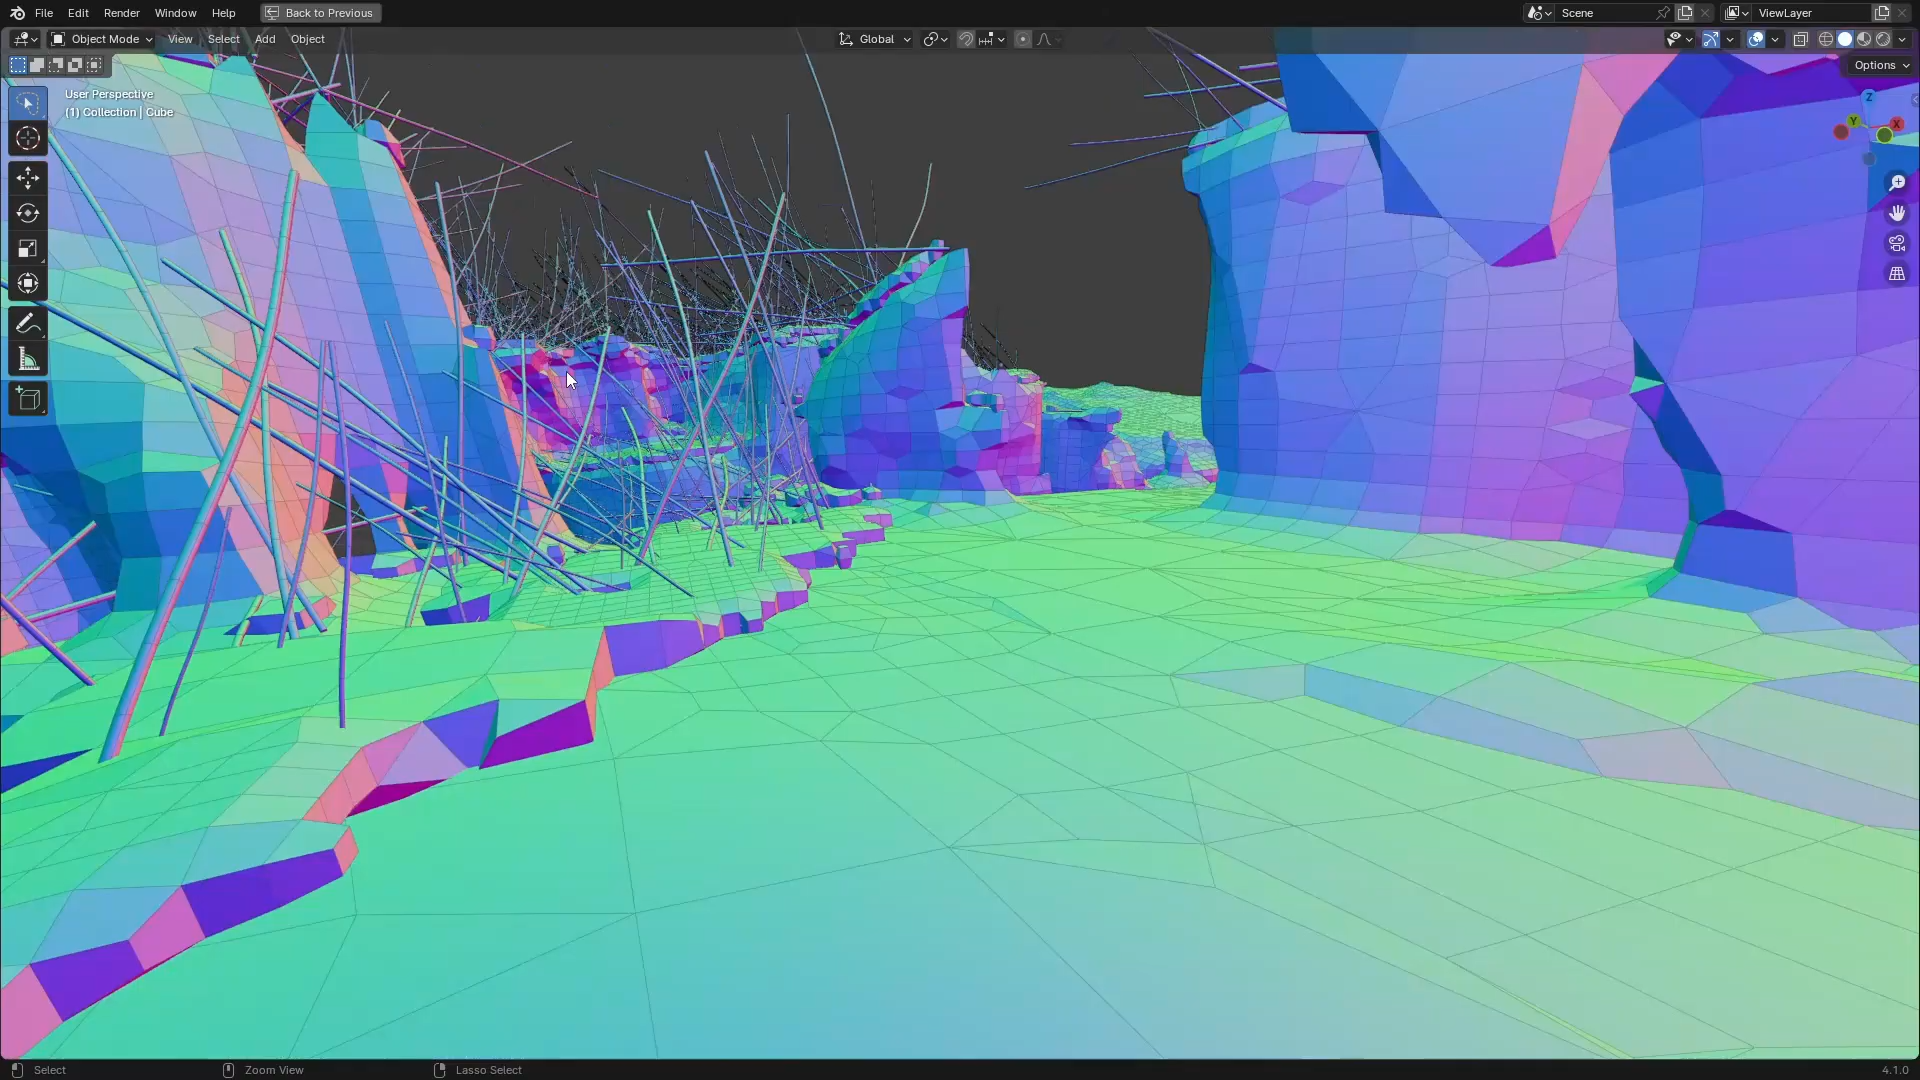 File Edit Render Window Help Back to Previous Scene ViewLayer
Object Mode View Select Add Object Global
Options
User Perspective
(1) Collection | Cube
Z
Y X
Select Zoom View Lasso Select 4.1.0